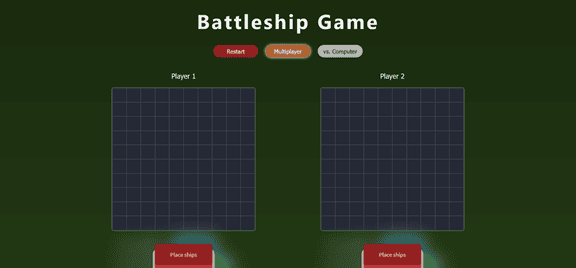 Battleship Game
Restart
Multiplayer
vs. Computer
Player 1
Player 2
Place ships
Place ships